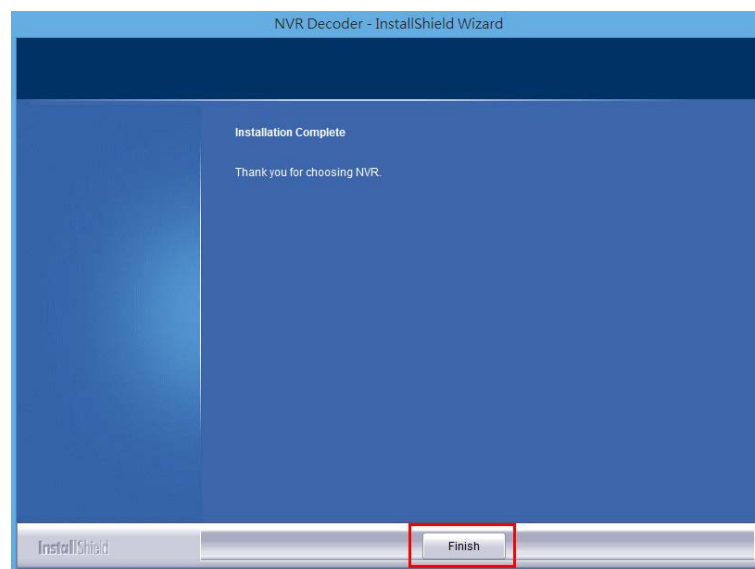 NVR Decoder - InstallShield Wizard
Installation Complete
Thank you for choosing NVR.
InstallShield
Finish